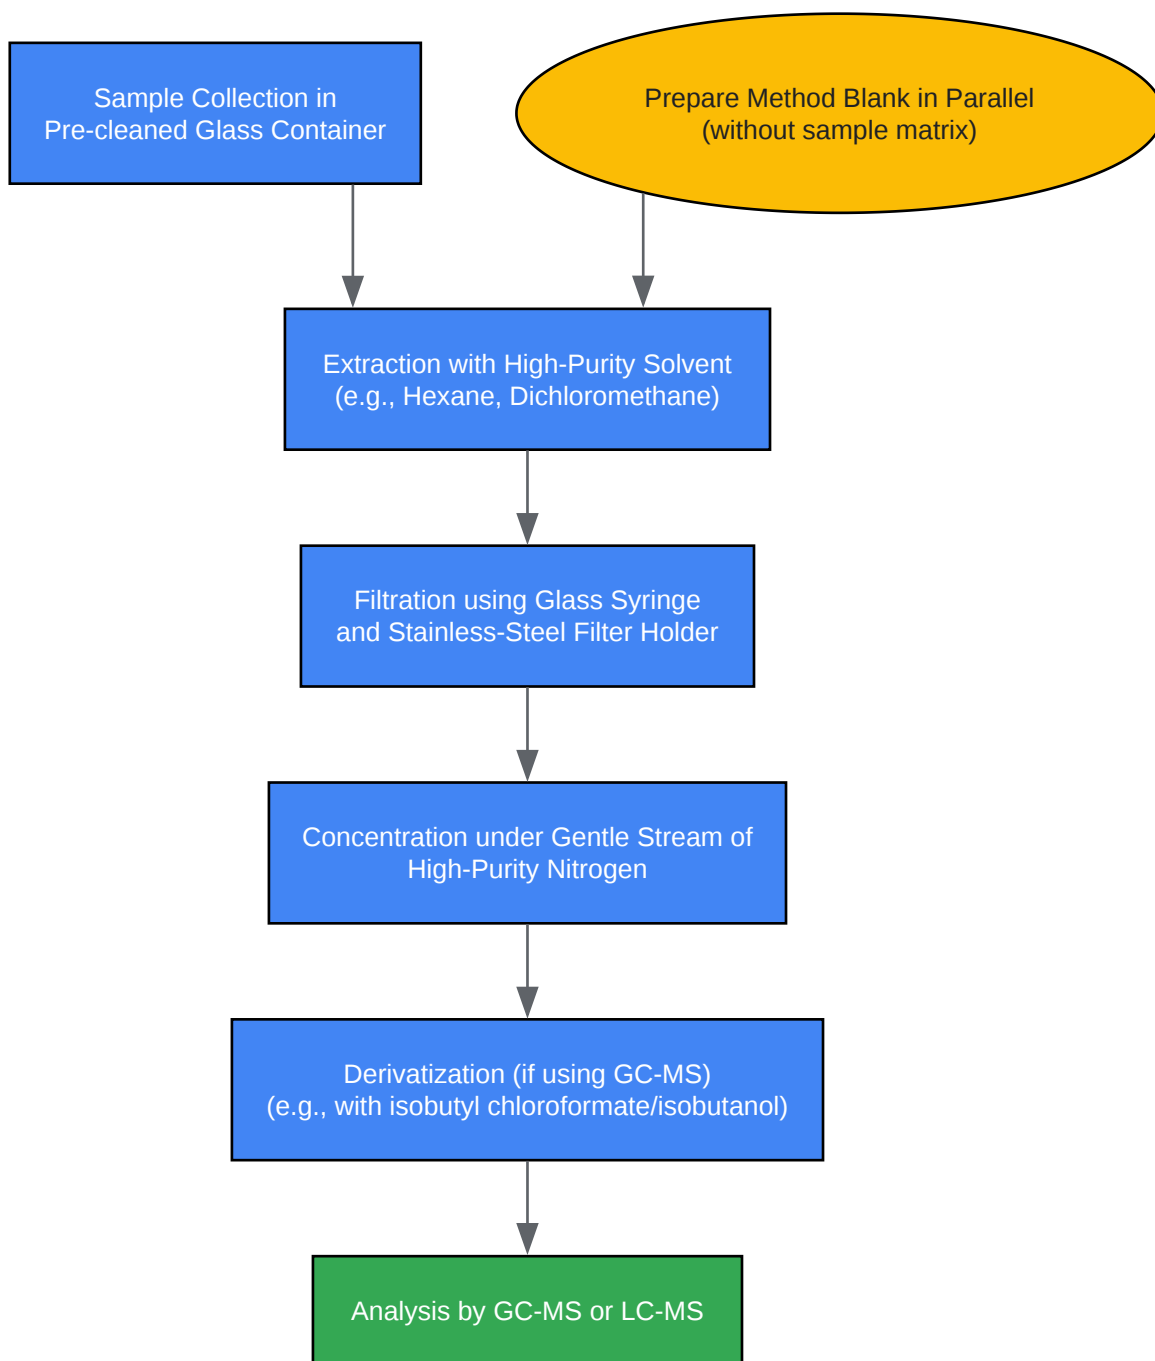 Sample Collection in
Pre-cleaned Glass Container
Prepare Method Blank in Parallel
(without sample matrix)
Extraction with High-Purity Solvent
(e.g., Hexane, Dichloromethane)
Filtration using Glass Syringe
and Stainless-Steel Filter Holder
Concentration under Gentle Stream of
High-Purity Nitrogen
Derivatization (if using GC-MS)
(e.g., with isobutyl chloroformate/isobutanol)
Analysis by GC-MS or LC-MS